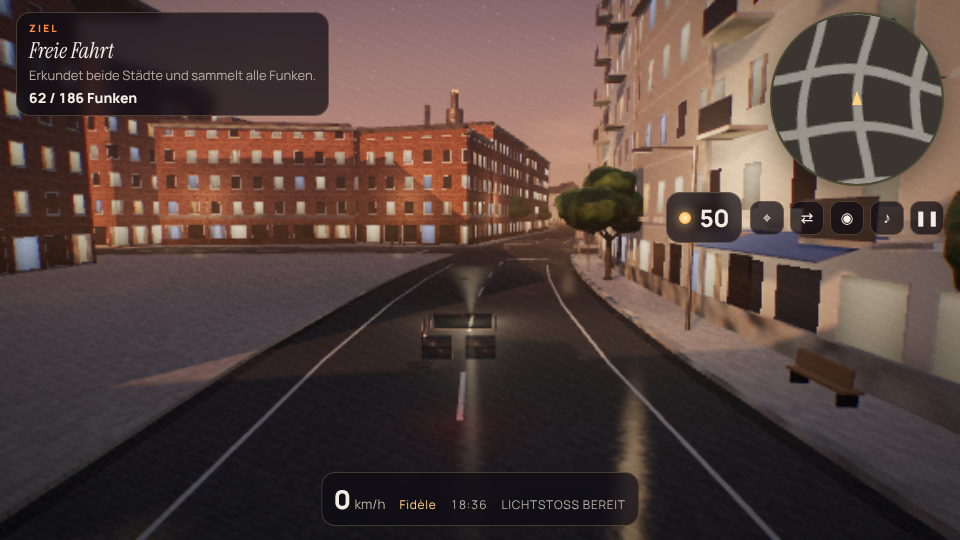 ZIEL
Freie Fahrt
Erkundet beide Städte und sammelt alle Funken.
62 / 186 Funken
50
0 km/h Fidèle 18:36 LICHTSTOSS BEREIT